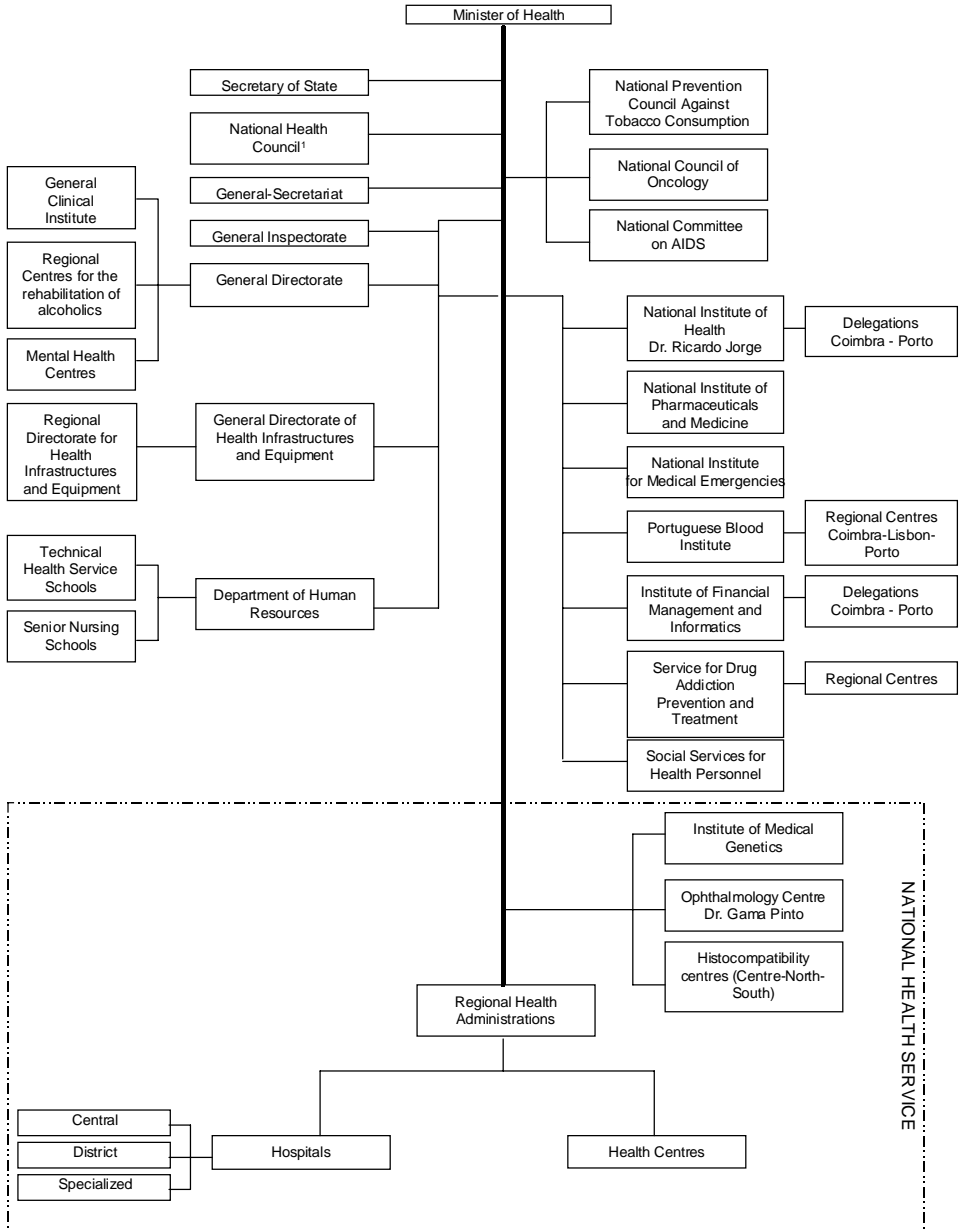 Minister of Health
Secretary of State
National Health
Council¹
General-Secretariat
General Inspectorate
General Directorate
General
Clinical
Institute
Regional
Centres for the
rehabilitation of
alcoholics
Mental Health
Centres
Regional
Directorate for
Health
Infrastructures
and Equipment
General Directorate of
Health Infrastructures
and Equipment
Technical
Health Service
Schools
Senior Nursing
Schools
Department of Human
Resources
National Prevention
Council Against
Tobacco Consumption
National Council of
Oncology
National Committee
on AIDS
National Institute of
Health
Dr. Ricardo Jorge
Delegations
Coimbra - Porto
National Institute of
Pharmaceuticals
and Medicine
National Institute
for Medical Emergencies
Portuguese Blood
Institute
Regional Centres
Coimbra-Lisbon-
Porto
Institute of Financial
Management and
Informatics
Delegations
Coimbra - Porto
Service for Drug
Addiction
Prevention and
Treatment
Regional Centres
Social Services for
Health Personnel
Institute of Medical
Genetics
Ophthalmology Centre
Dr. Gama Pinto
Histocompatibility
centres (Centre-North-
South)
NATIONAL HEALTH SERVICE
Regional Health
Administrations
Central
District
Specialized
Hospitals
Health Centres